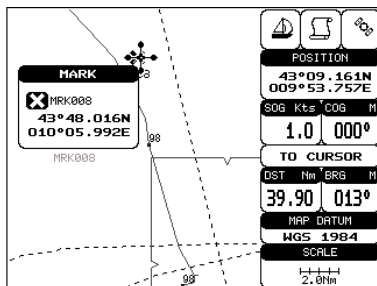 MARK
MRK008
43°48.016N
010°05.992E
MRK008
98
98
POSITION
43°09.161N
009°53.757E
SOG Kts COG M
1.0 000°
TO CURSOR
DST Nm BRG M
39.90 013°
MAP DATUM
WGS 1984
SCALE
2.0Nm